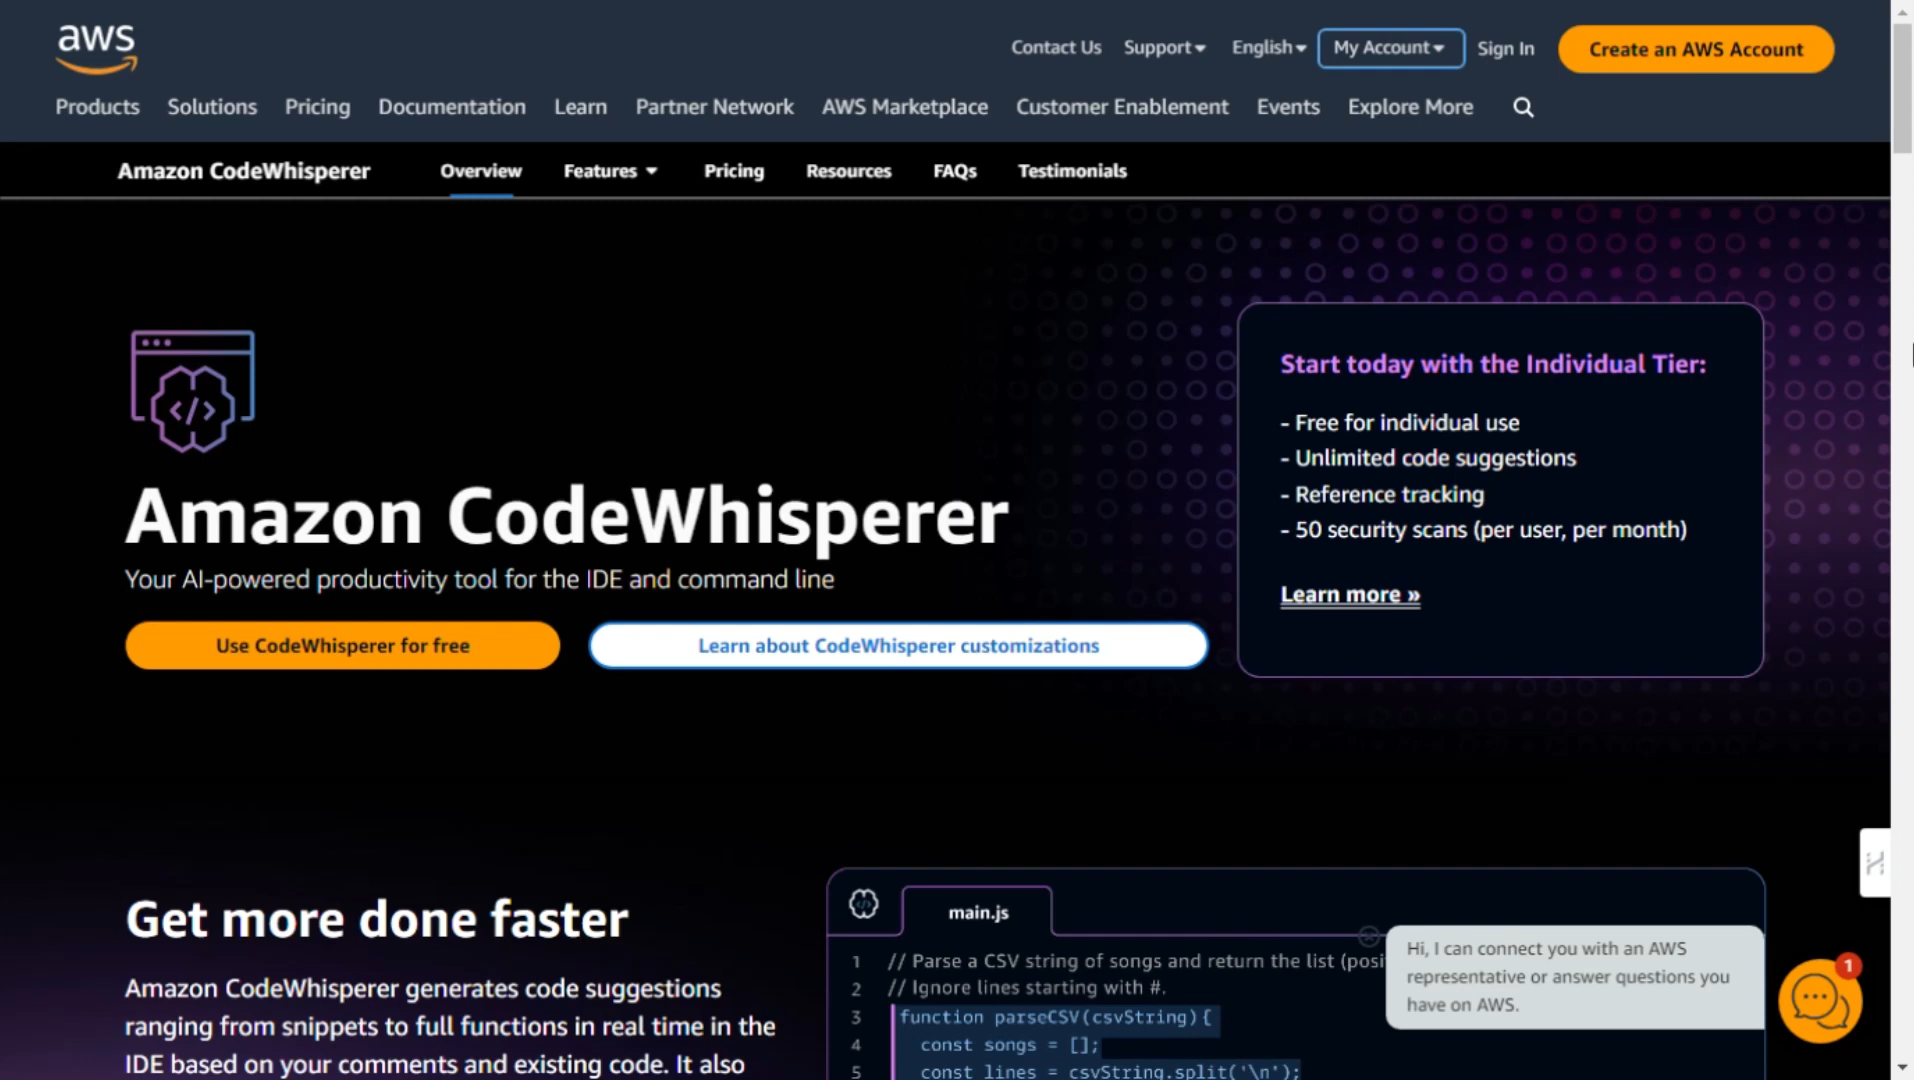 aws
Contact Us Support English My Account Sign In Create an AWS Account
Products Solutions Pricing Documentation Learn Partner Network AWS Marketplace Customer Enablement Events Explore More
Amazon CodeWhisperer Overview Features Pricing Resources FAQs Testimonials
Start today with the Individual Tier:
- Free for individual use
- Unlimited code suggestions
- Reference tracking
- 50 security scans (per user, per month)
Learn more »
</>
Amazon CodeWhisperer
Your AI-powered productivity tool for the IDE and command line
Use CodeWhisperer for free Learn about CodeWhisperer customizations
Get more done faster
Amazon CodeWhisperer generates code suggestions
ranging from snippets to full functions in real time in the
IDE based on your comments and existing code. It also
main.js
1 // Parse a CSV string of songs and return the list (posi
2 // Ignore lines starting with #.
3 function parseCSV(csvString){
4 const songs = [];
5 const lines = csvString.split('\n');
Hi, I can connect you with an AWS
representative or answer questions you
have on AWS.
1